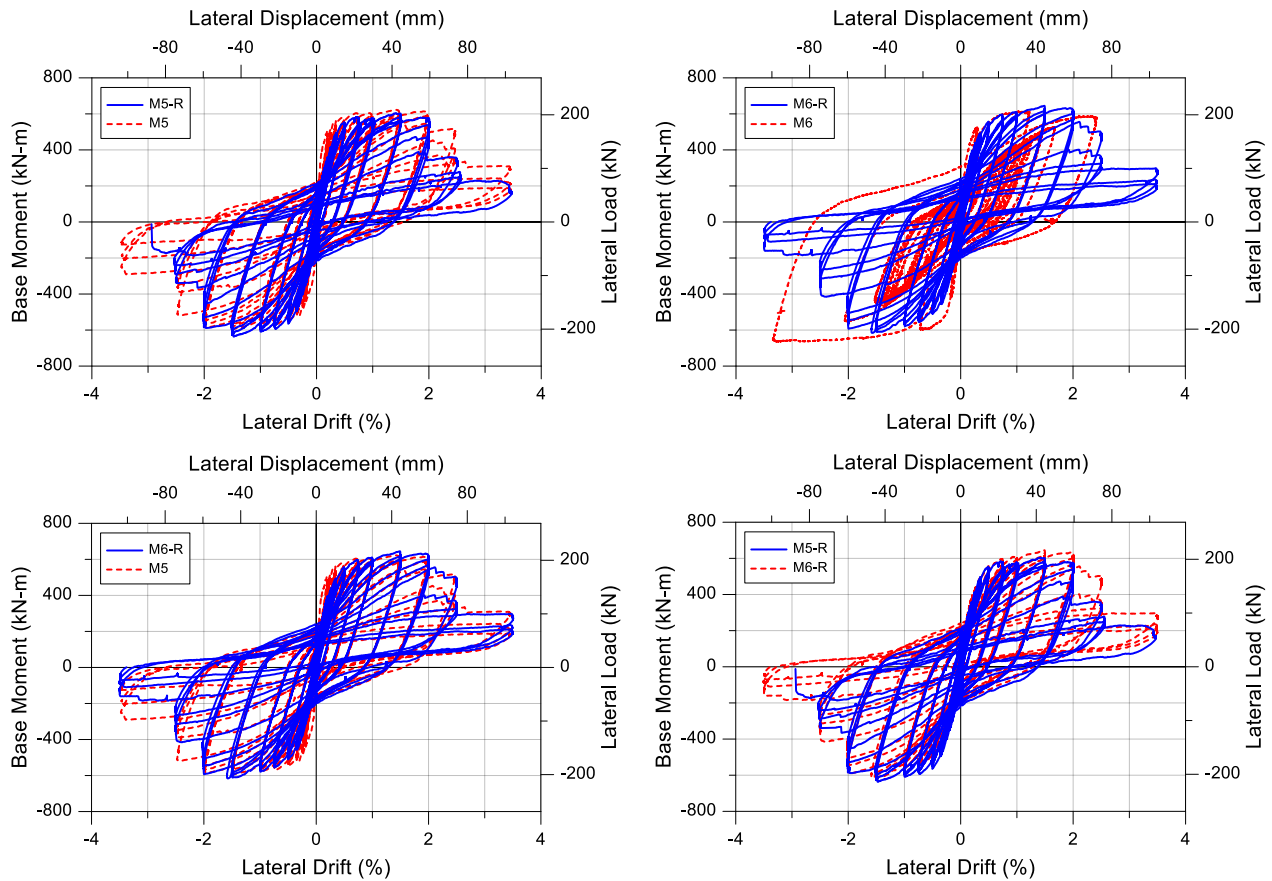 Lateral Displacement (mm)
-80 -40 0 40 80
800
600
400
200
0
-200
-400
-600
-800
M5-R
M5
Base Moment (kN-m)
200
0
-200
Lateral Load (kN)
-4 -2 0 2 4
Lateral Drift (%)
Lateral Displacement (mm)
-80 -40 0 40 80
800
400
0
-400
-800
M6-R
M6
Base Moment (kN-m)
200
0
-200
Lateral Load (kN)
-4 -2 0 2 4
Lateral Drift (%)
Lateral Displacement (mm)
-80 -40 0 40 80
800
400
0
-400
-800
M6-R
M5
Base Moment (kN-m)
200
0
-200
Lateral Load (kN)
-4 -2 0 2 4
Lateral Drift (%)
Lateral Displacement (mm)
-80 -40 0 40 80
800
400
0
-400
-800
M5-R
M6-R
Base Moment (kN-m)
200
0
-200
Lateral Load (kN)
-4 -2 0 2 4
Lateral Drift (%)